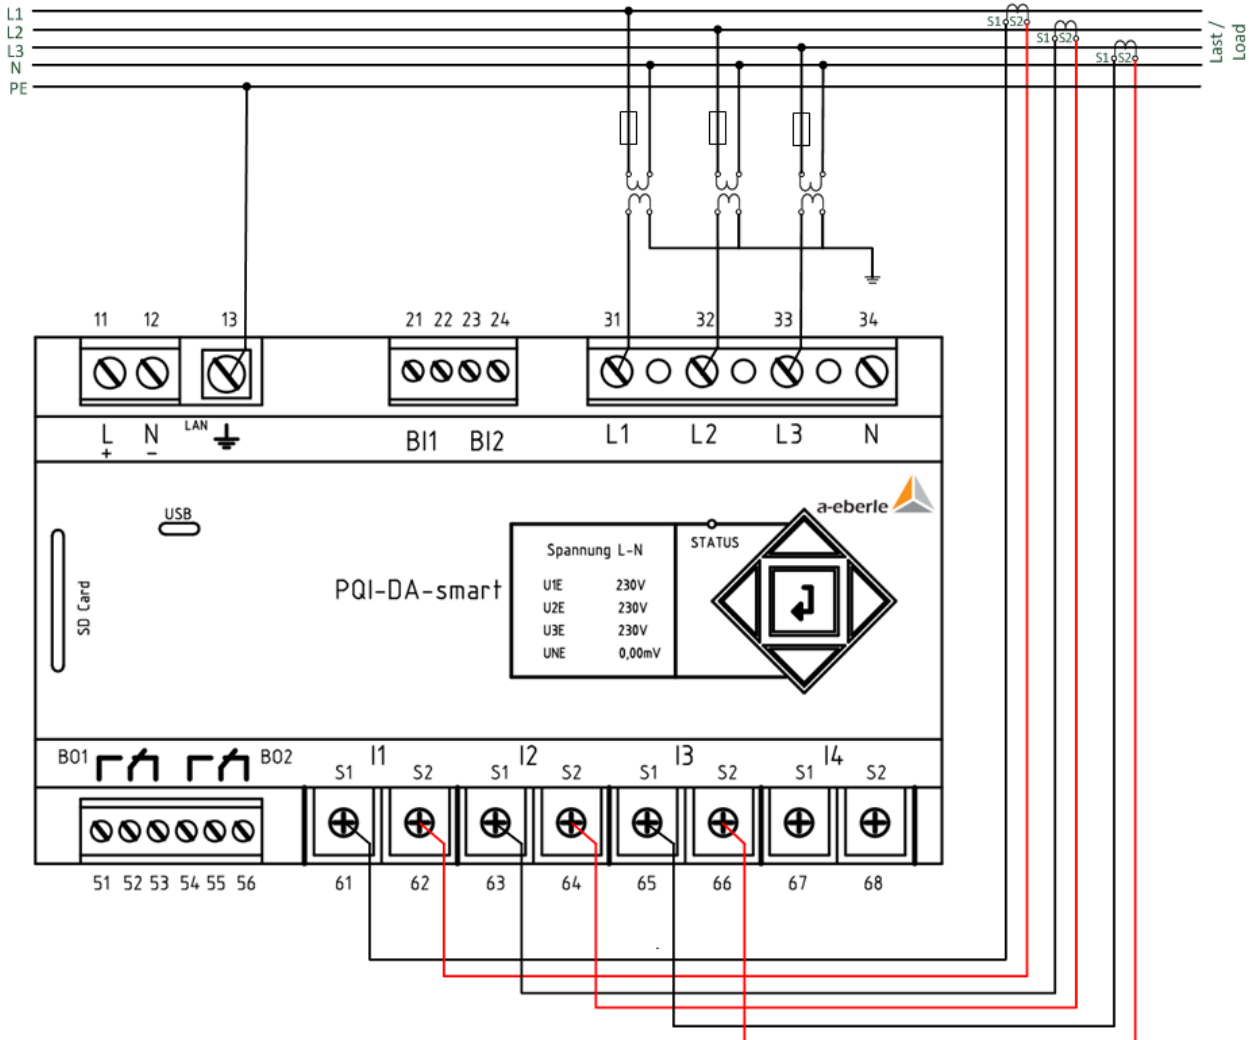 L1
L2
L3
N
PE
S1 S2
S1 S2
S1 S2
Last /
Load
11 12 13 21 22 23 24 31 32 33 34
L N LAN BI1 BI2 L1 L2 L3 N
+ −
a-eberle
USB
STATUS
SD Card
PQI-DA-smart
Spannung L-N
U1E 230V
U2E 230V
U3E 230V
UNE 0,00mV
BO1 BO2 I1 I2 I3 I4
S1 S2 S1 S2 S1 S2 S1 S2
51 52 53 54 55 56 61 62 63 64 65 66 67 68